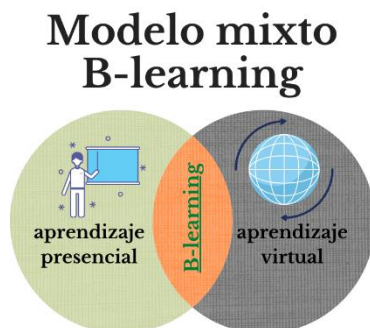 Modelo mixto
B-learning
aprendizaje
presencial
B-learning
aprendizaje
virtual